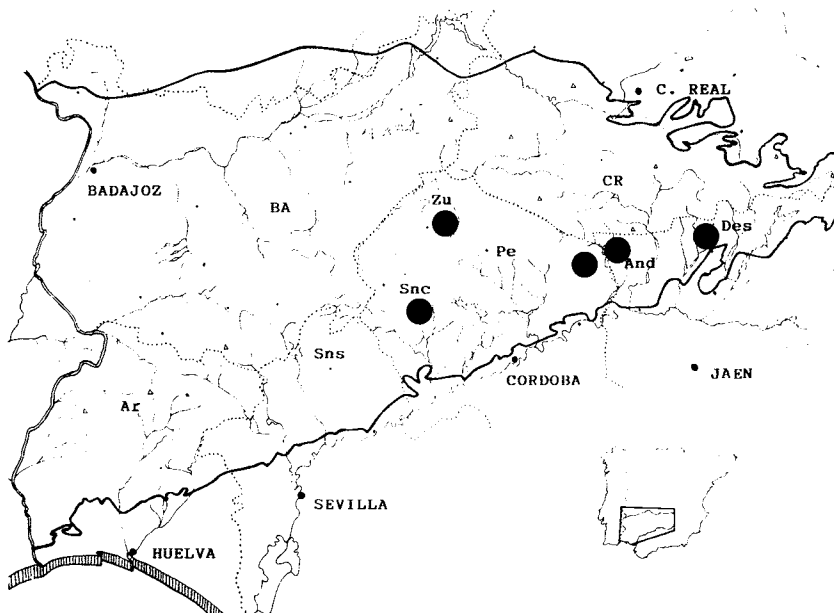 C. REAL
BADAJOZ
CR
BA
Zu
Des
Pe
And
Snc
Sns
CORDOBA
JAEN
Ar
SEVILLA
HUELVA